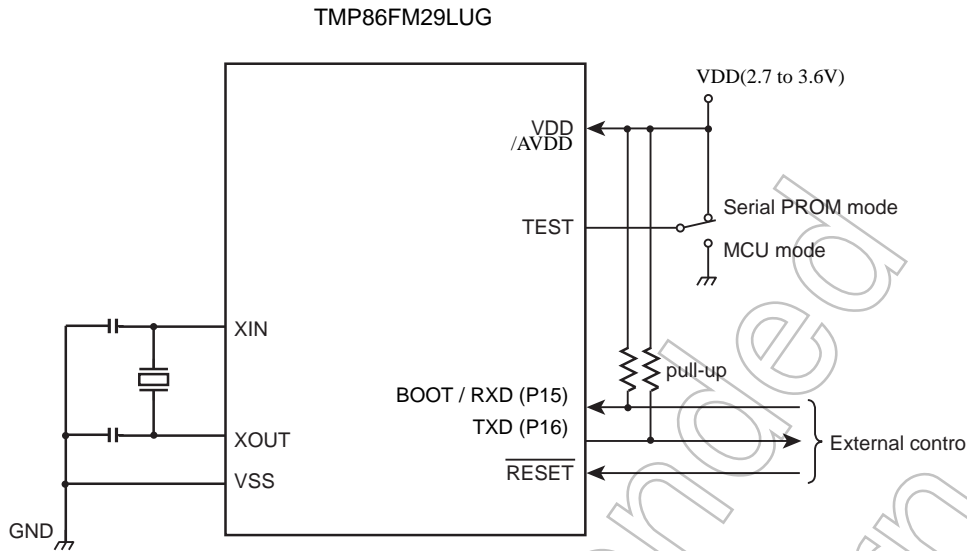 TMP86FM29LUG
VDD(2.7 to 3.6V)
VDD
/AVDD
Serial PROM mode
TEST
MCU mode
XIN
pull-up
BOOT / RXD (P15)
TXD (P16)
External contro
XOUT
RESET
VSS
GND